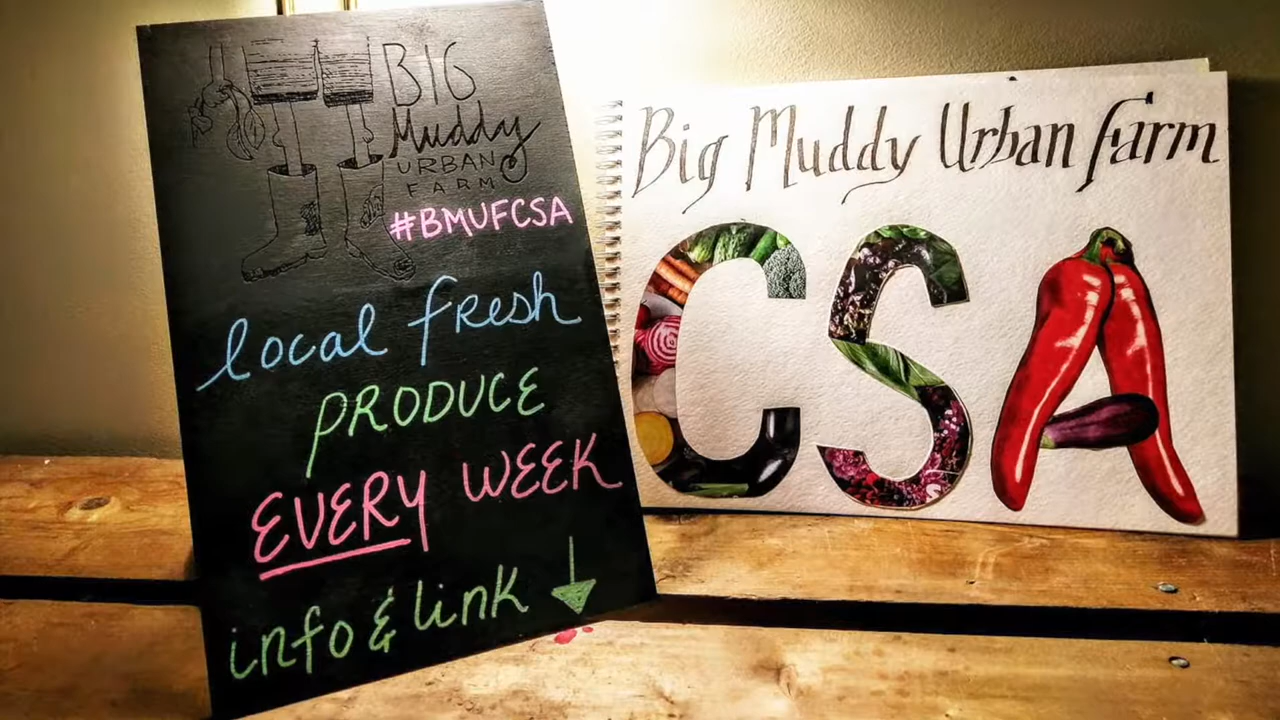 BIG
Muddy
URBAN
FARM
#BMUFCSA
local fresh
PRODUCE
EVERY WEEK
info & link
Big Muddy Urban Farm
CSA